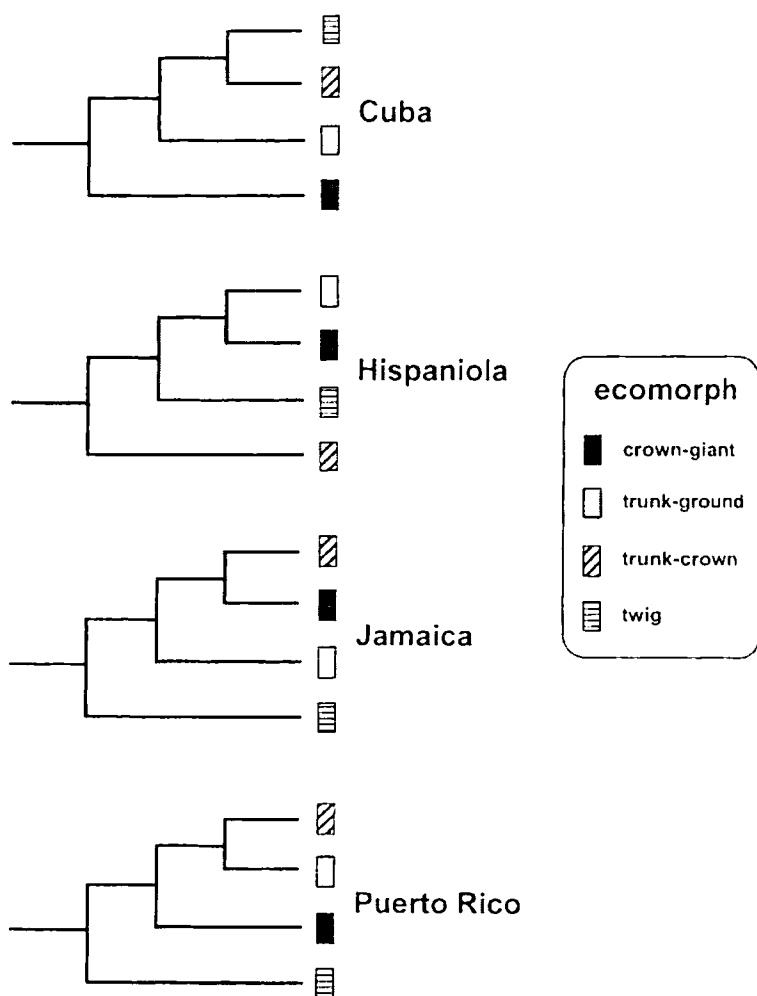 Cuba
Hispaniola
Jamaica
Puerto Rico
ecomorph
crown-giant
trunk-ground
trunk-crown
twig